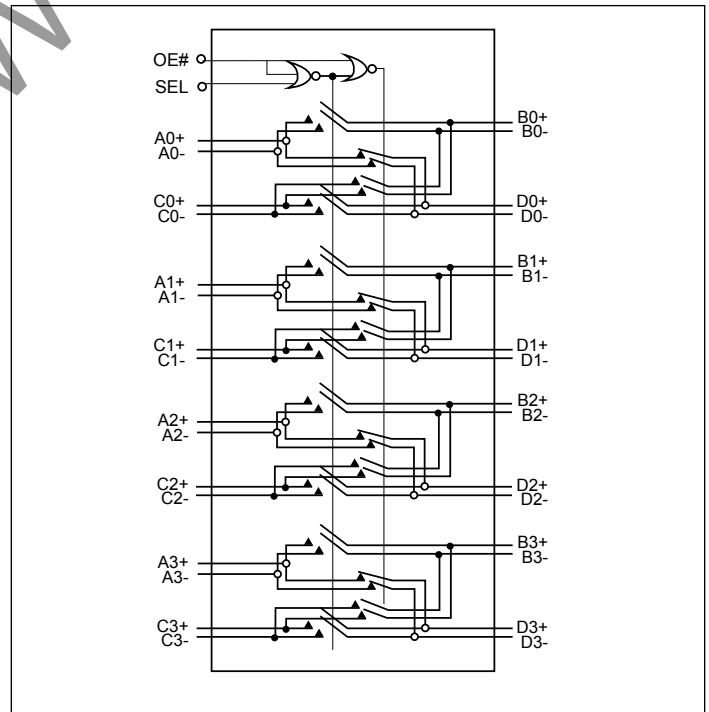 OE#
SEL
B0+
B0-
A0+
A0-
C0+
C0-
D0+
D0-
B1+
B1-
A1+
A1-
C1+
C1-
D1+
D1-
B2+
B2-
A2+
A2-
C2+
C2-
D2+
D2-
B3+
B3-
A3+
A3-
C3+
C3-
D3+
D3-